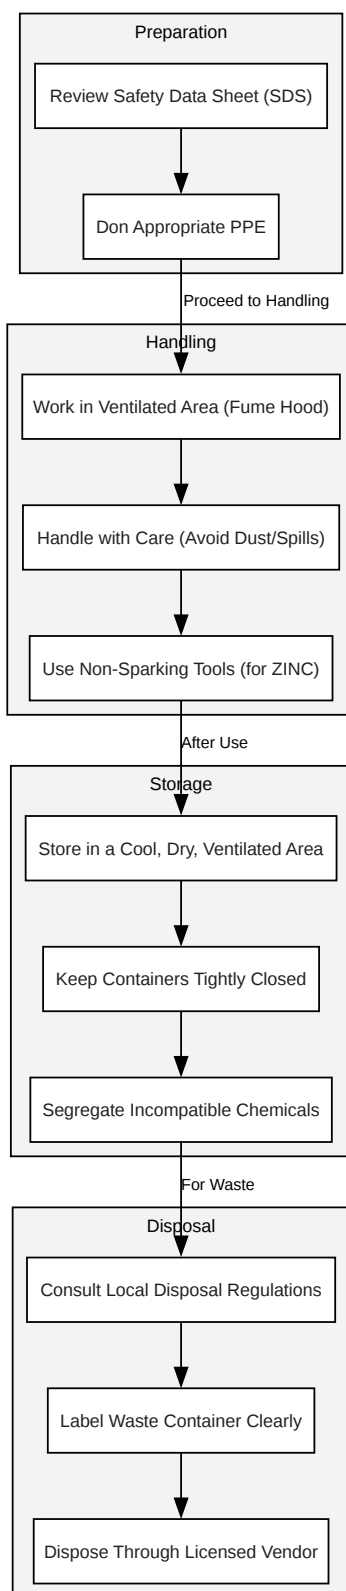 Preparation
Review Safety Data Sheet (SDS)
Don Appropriate PPE
Proceed to Handling
Handling
Work in Ventilated Area (Fume Hood)
Handle with Care (Avoid Dust/Spills)
Use Non-Sparking Tools (for ZINC)
After Use
Storage
Store in a Cool, Dry, Ventilated Area
Keep Containers Tightly Closed
Segregate Incompatible Chemicals
For Waste
Disposal
Consult Local Disposal Regulations
Label Waste Container Clearly
Dispose Through Licensed Vendor